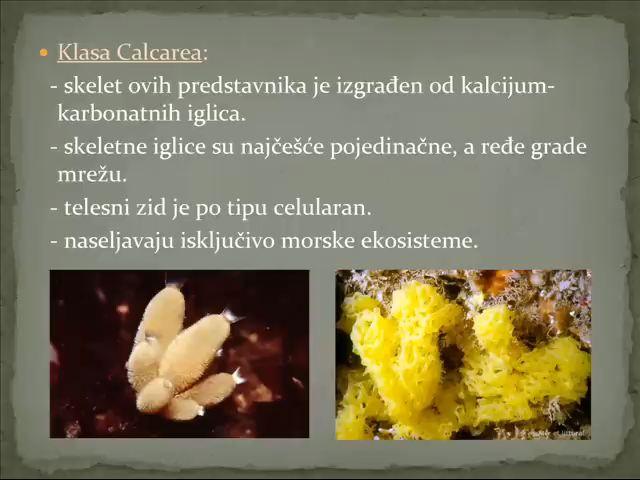 Klasa Calcarea:
- skelet ovih predstavnika je izgrađen od kalcijum-
karbonatnih iglica.
- skeletne iglice su najčešće pojedinačne, a ređe grade
mrežu.
- telesni zid je po tipu celularan.
- naseljavaju isključivo morske ekosisteme.